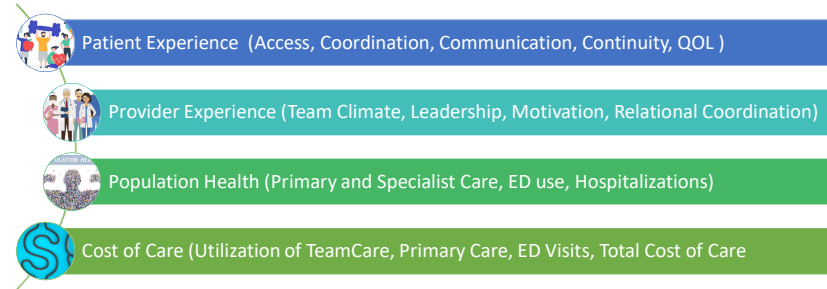 Patient Experience (Access, Coordination, Communication, Continuity, QOL )
Provider Experience (Team Climate, Leadership, Motivation, Relational Coordination)
Population Health (Primary and Specialist Care, ED use, Hospitalizations)
Cost of Care (Utilization of TeamCare, Primary Care, ED Visits, Total Cost of Care